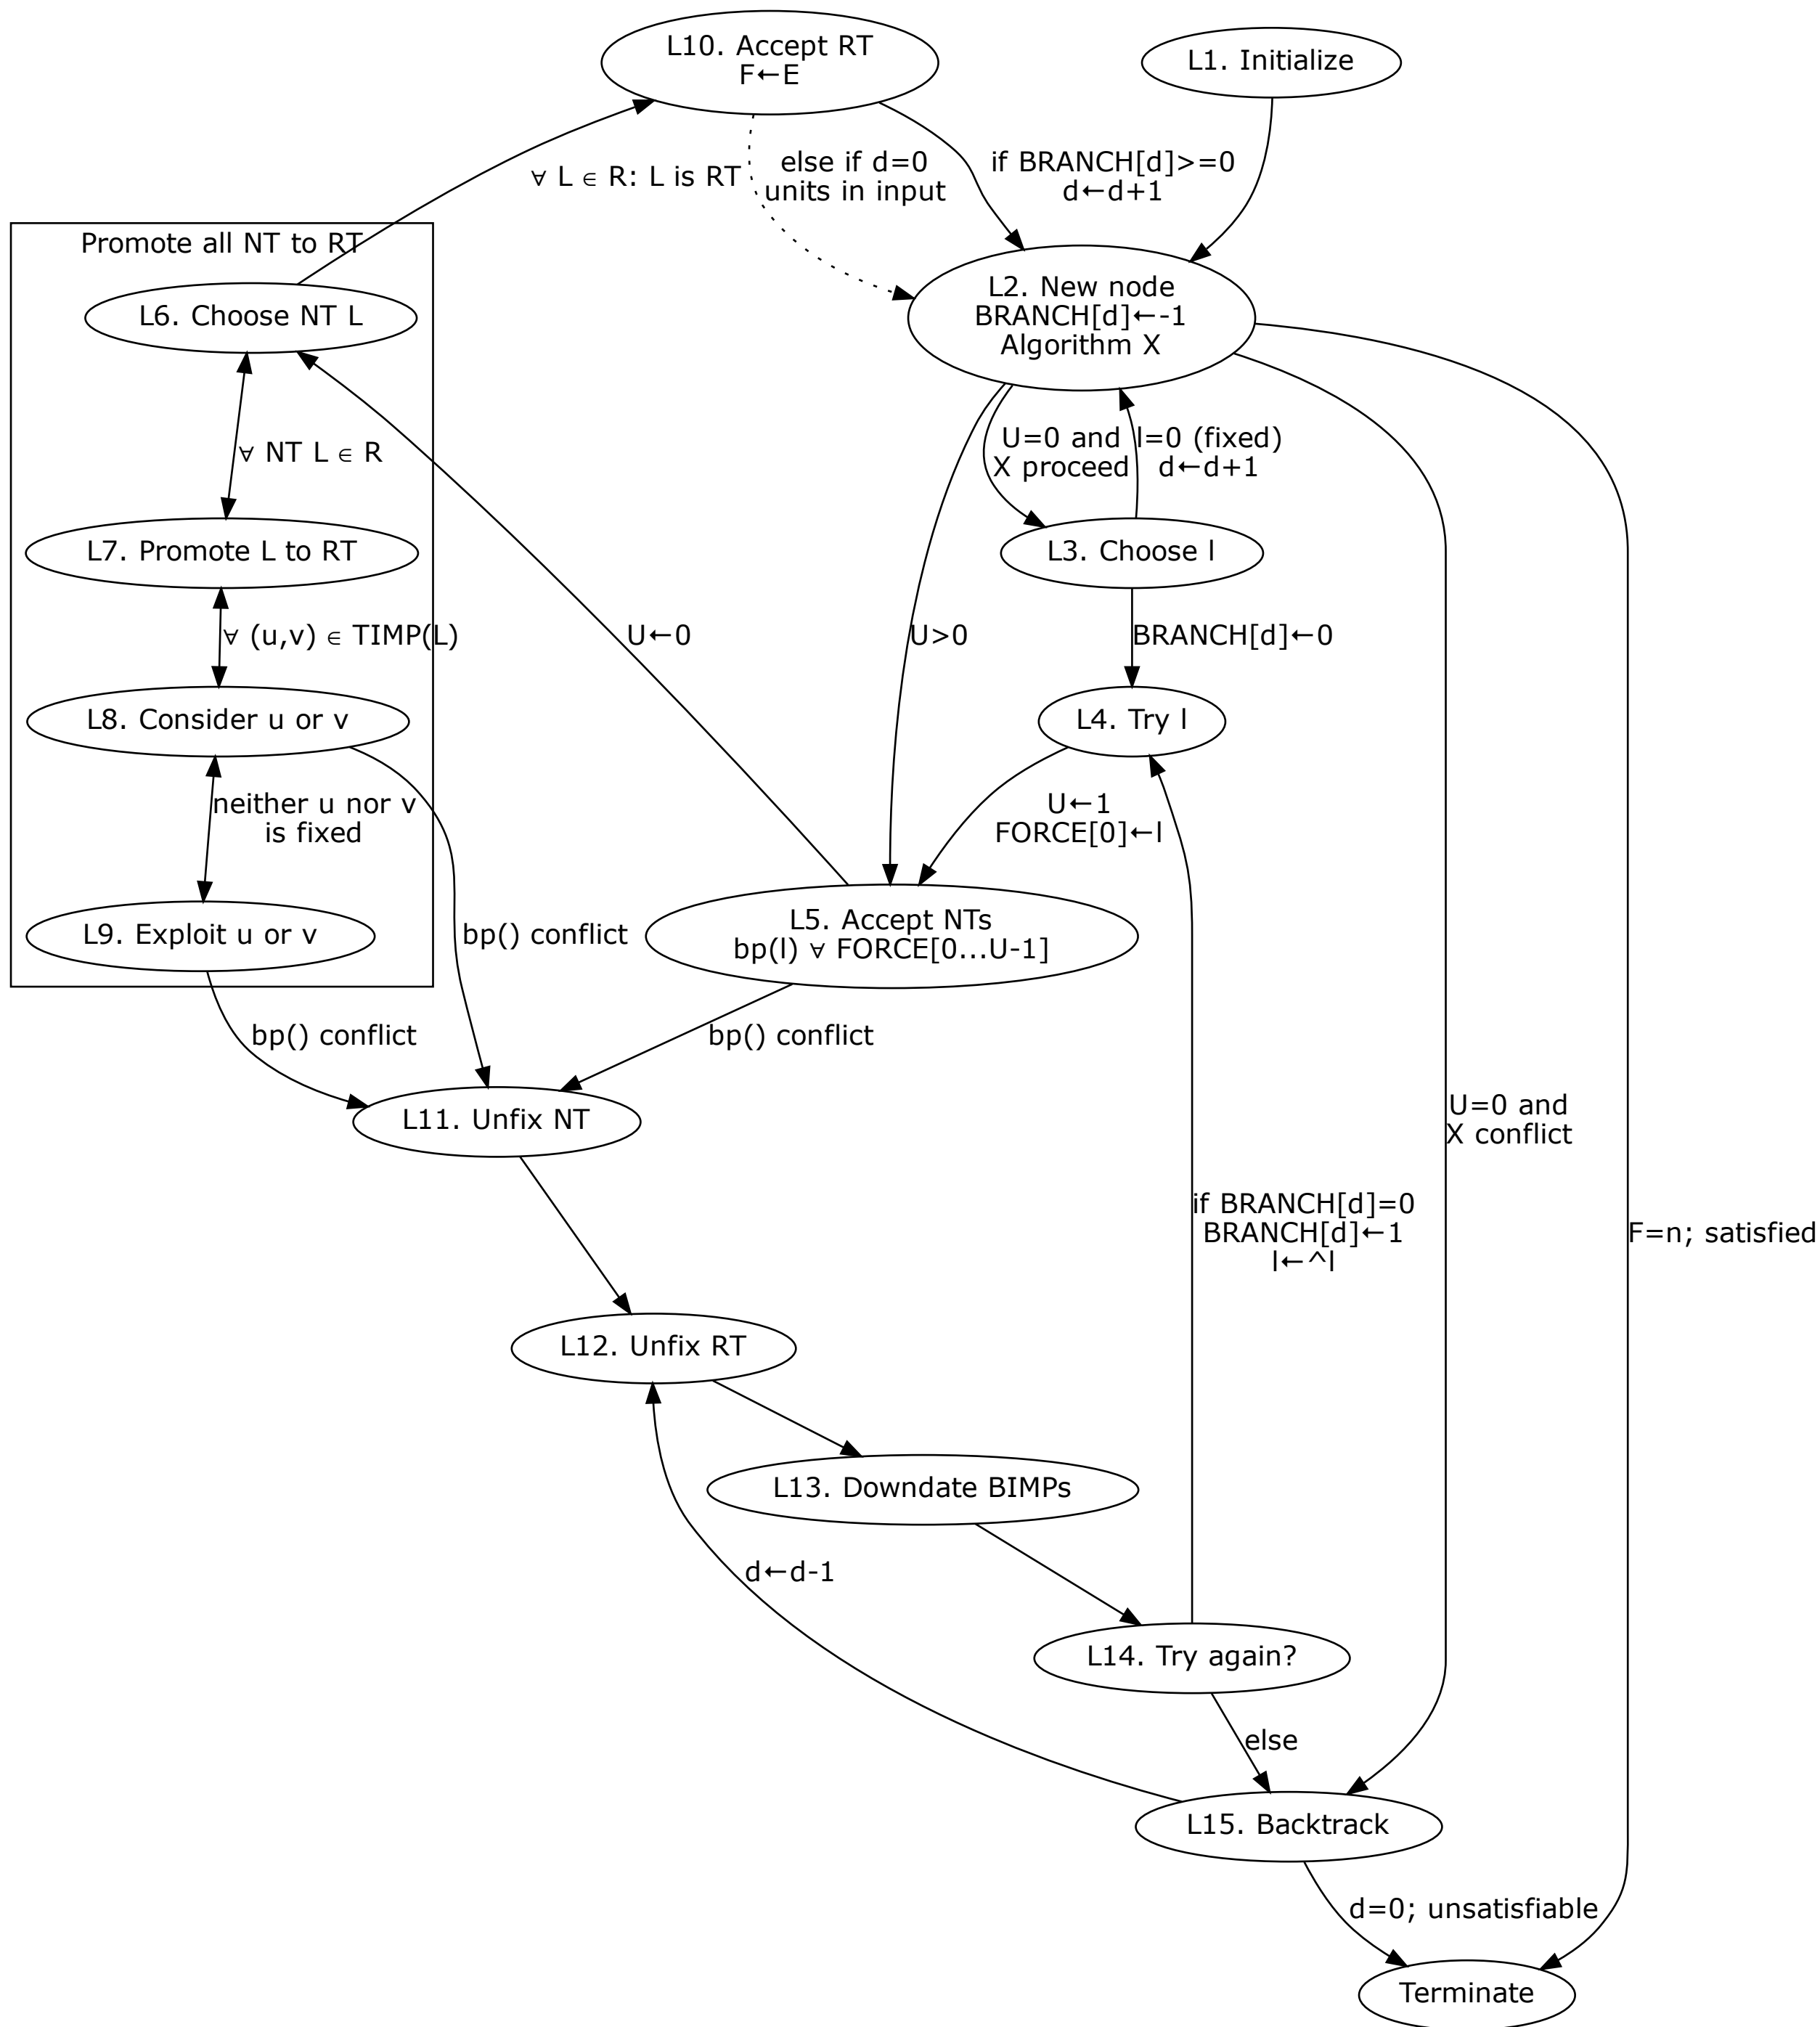 L10. Accept RT
F←E
L1. Initialize
∀ L ∈ R: L is RT
else if d=0
units in input
if BRANCH[d]>=0
d←d+1
Promote all NT to RT
L6. Choose NT L
L2. New node
BRANCH[d]←-1
Algorithm X
∀ NT L ∈ R
U=0 and
X proceed
l=0 (fixed)
d←d+1
L7. Promote L to RT
L3. Choose l
∀ (u,v) ∈ TIMP(L)
U←0
U>0
BRANCH[d]←0
L8. Consider u or v
L4. Try l
neither u nor v
is fixed
U←1
FORCE[0]←l
L9. Exploit u or v
bp() conflict
L5. Accept NTs
bp(l) ∀ FORCE[0...U-1]
bp() conflict
bp() conflict
L11. Unfix NT
U=0 and
X conflict
if BRANCH[d]=0
BRANCH[d]←1
l←^l
F=n; satisfied
L12. Unfix RT
L13. Downdate BIMPs
d←d-1
L14. Try again?
else
L15. Backtrack
d=0; unsatisfiable
Terminate